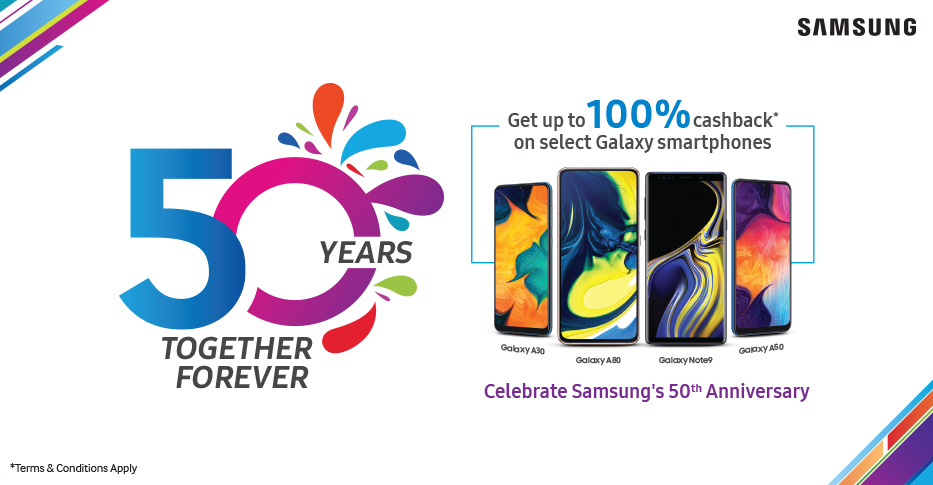 SAMSUNG
50
YEARS
TOGETHER
FOREVER
Get up to 100% cashback*
on select Galaxy smartphones
Galaxy A30
Galaxy A80
Galaxy Note9
Galaxy A50
Celebrate Samsung's 50th Anniversary
*Terms & Conditions Apply